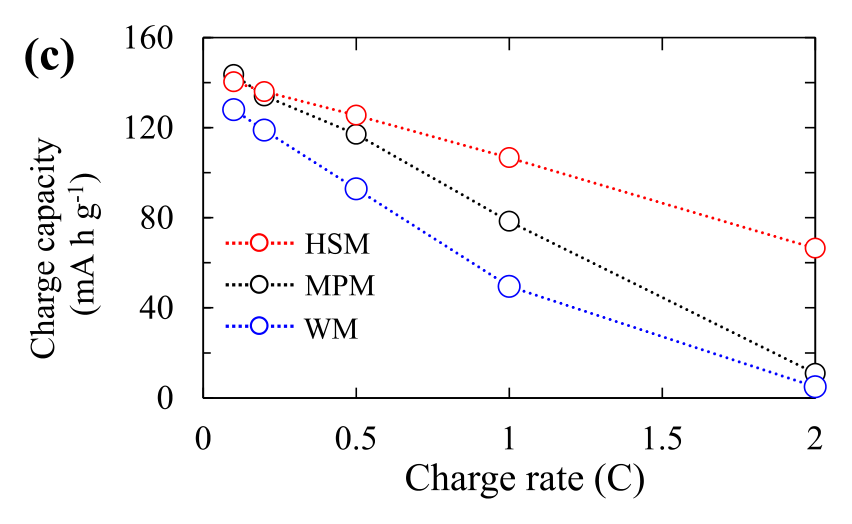 (c)
160
120
80
40
0
Charge capacity
(mA h g⁻¹)
HSM
MPM
WM
0 0.5 1 1.5 2
Charge rate (C)